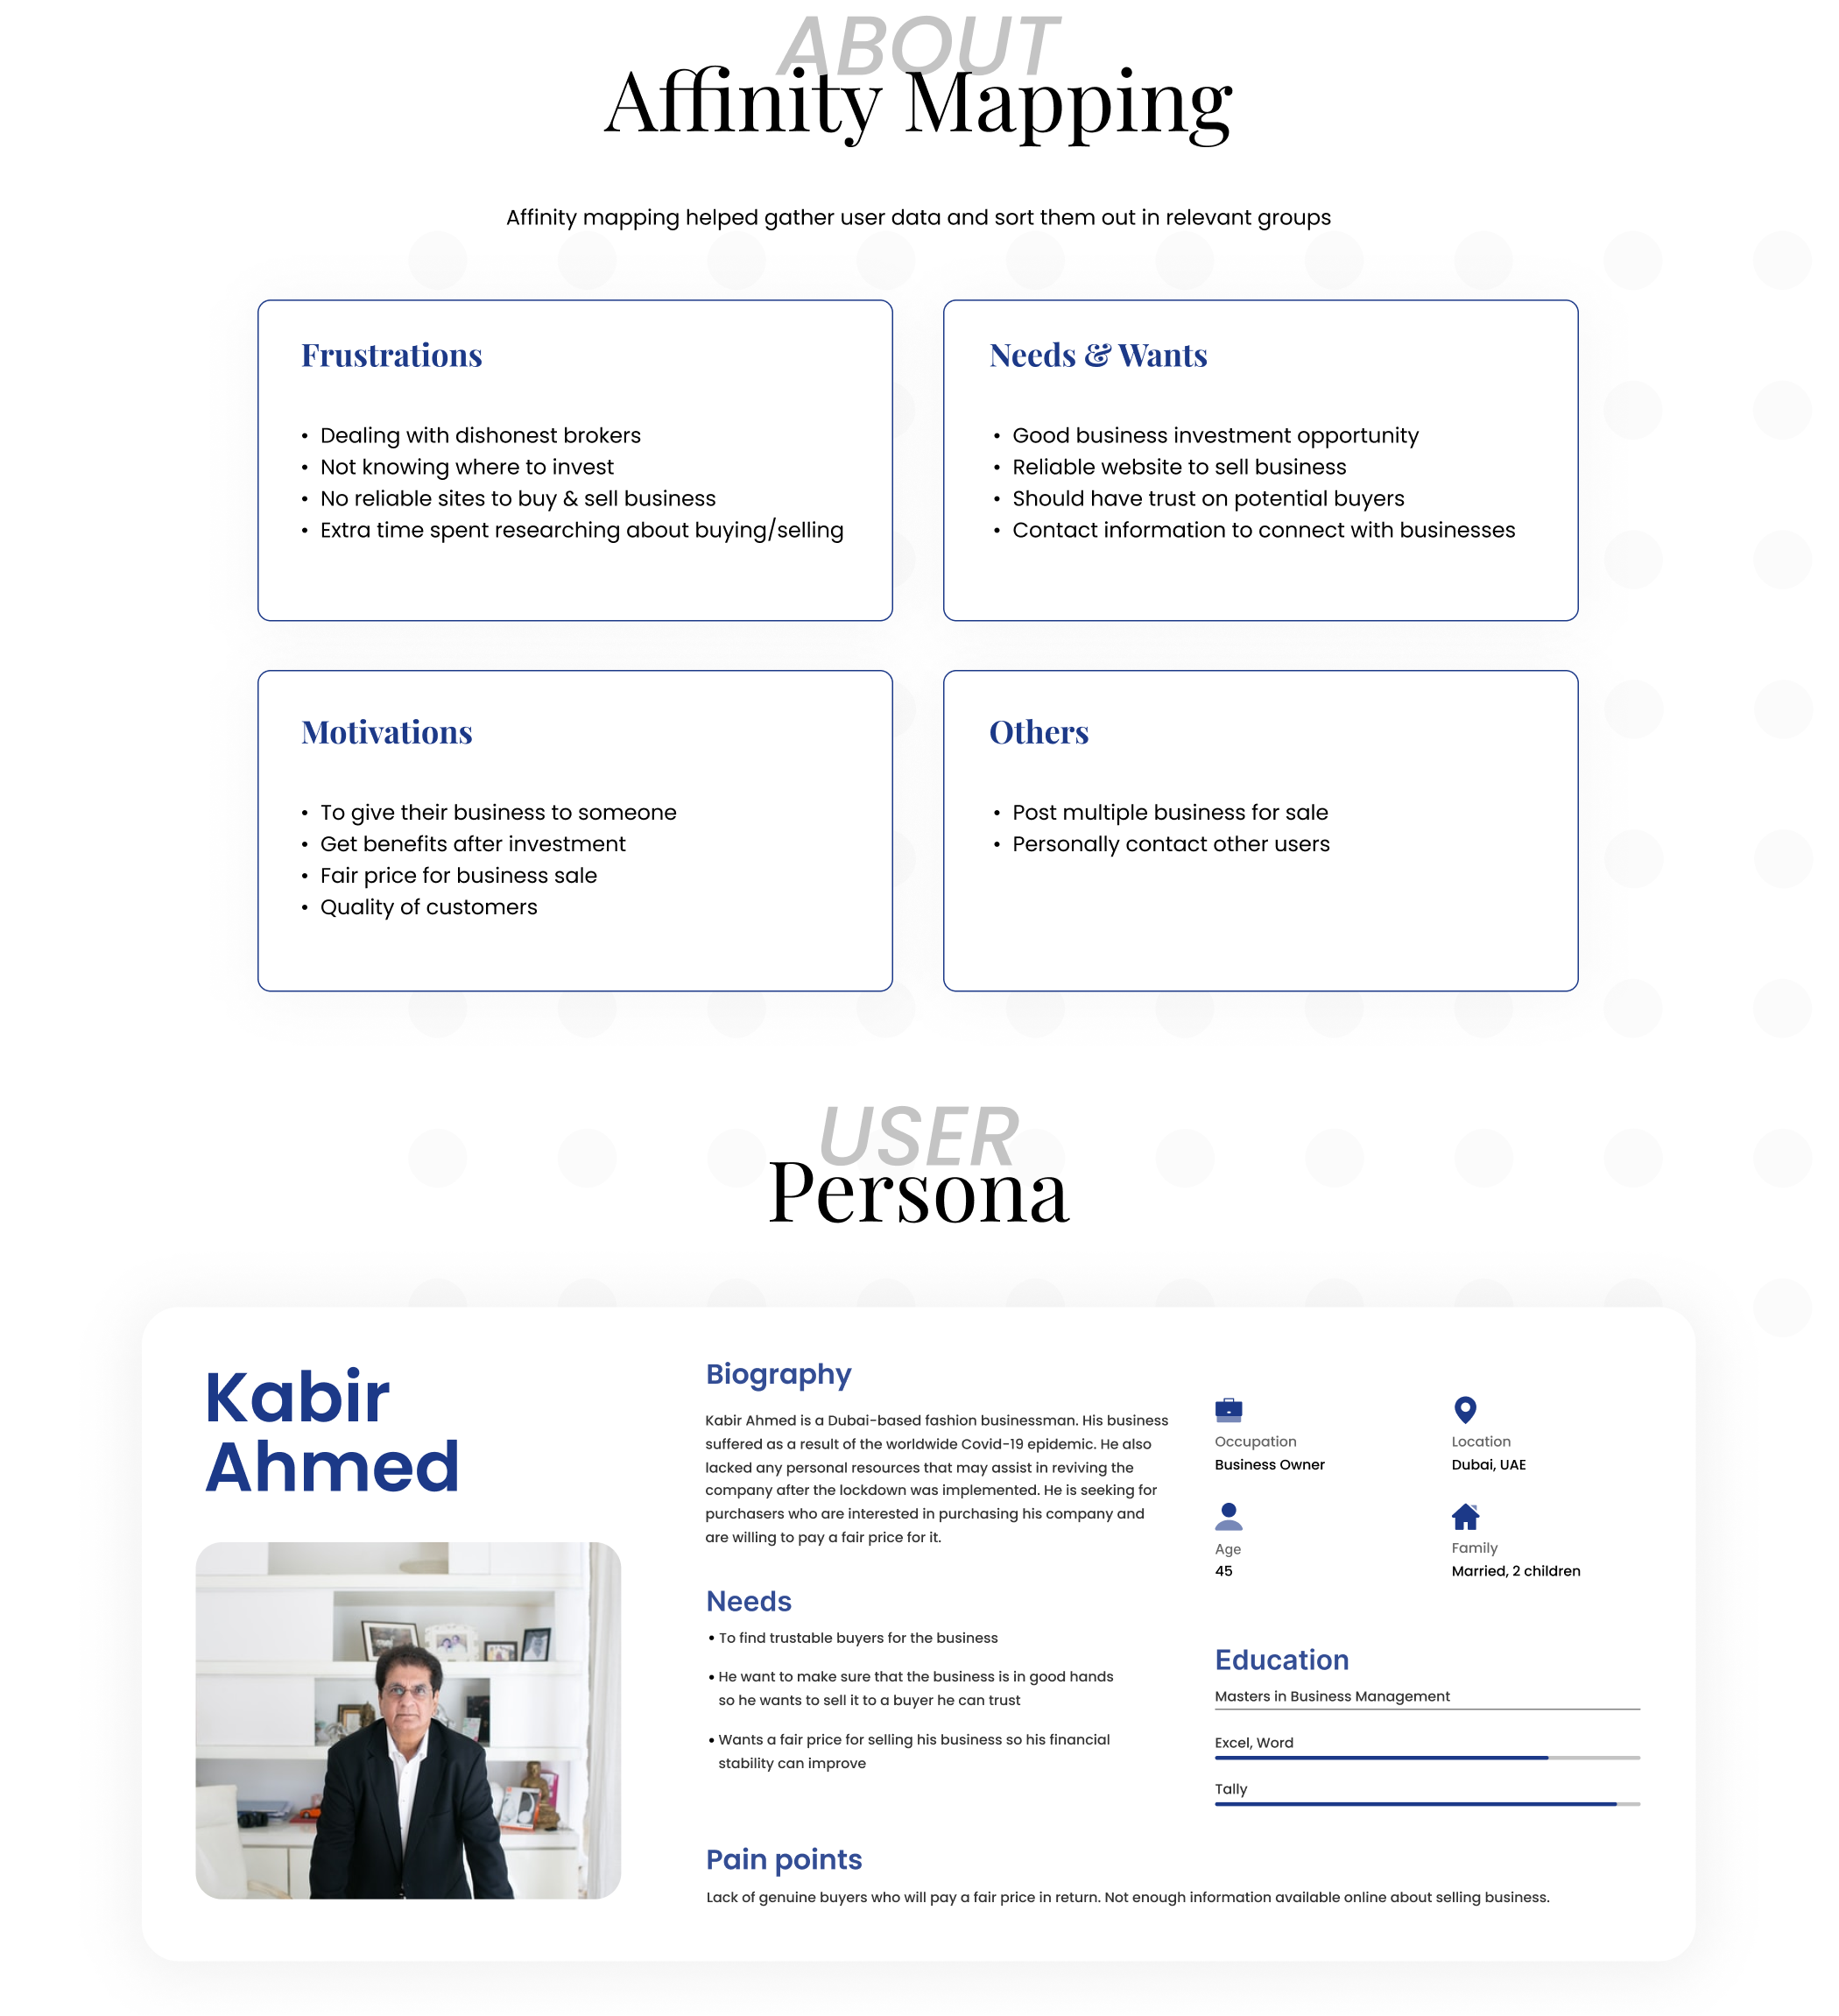 ABOUT
Affinity Mapping
Affinity mapping helped gather user data and sort them out in relevant groups
Frustrations
• Dealing with dishonest brokers
• Not knowing where to invest
• No reliable sites to buy & sell business
• Extra time spent researching about buying/selling
Needs & Wants
• Good business investment opportunity
• Reliable website to sell business
• Should have trust on potential buyers
• Contact information to connect with businesses
Motivations
• To give their business to someone
• Get benefits after investment
• Fair price for business sale
• Quality of customers
Others
• Post multiple business for sale
• Personally contact other users
USER
Persona
Kabir
Ahmed
Biography
Kabir Ahmed is a Dubai-based fashion businessman. His business
suffered as a result of the worldwide Covid-19 epidemic. He also
lacked any personal resources that may assist in reviving the
company after the lockdown was implemented. He is seeking for
purchasers who are interested in purchasing his company and
are willing to pay a fair price for it.
Needs
• To find trustable buyers for the business
• He want to make sure that the business is in good hands
so he wants to sell it to a buyer he can trust
• Wants a fair price for selling his business so his financial
stability can improve
Occupation
Business Owner
Location
Dubai, UAE
Age
45
Family
Married, 2 children
Education
Masters in Business Management
Excel, Word
Tally
Pain points
Lack of genuine buyers who will pay a fair price in return. Not enough information available online about selling business.